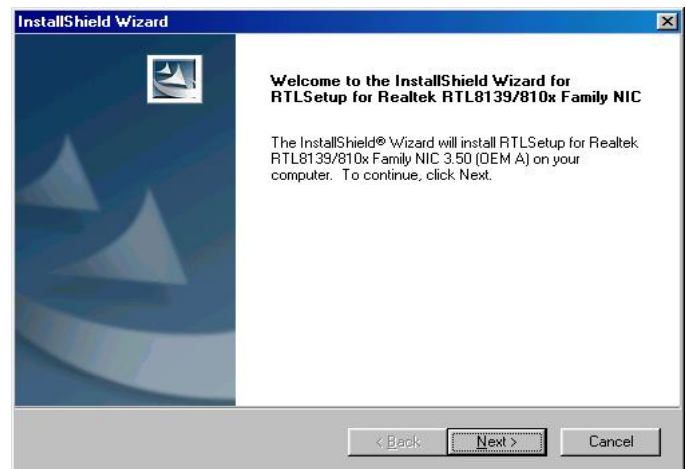 InstallShield Wizard
Welcome to the InstallShield Wizard for
RTLSetup for Realtek RTL8139/810x Family NIC
The InstallShield® Wizard will install RTLSetup for Realtek
RTL8139/810x Family NIC 3.50 (OEM A) on your
computer. To continue, click Next.
< Back Next > Cancel